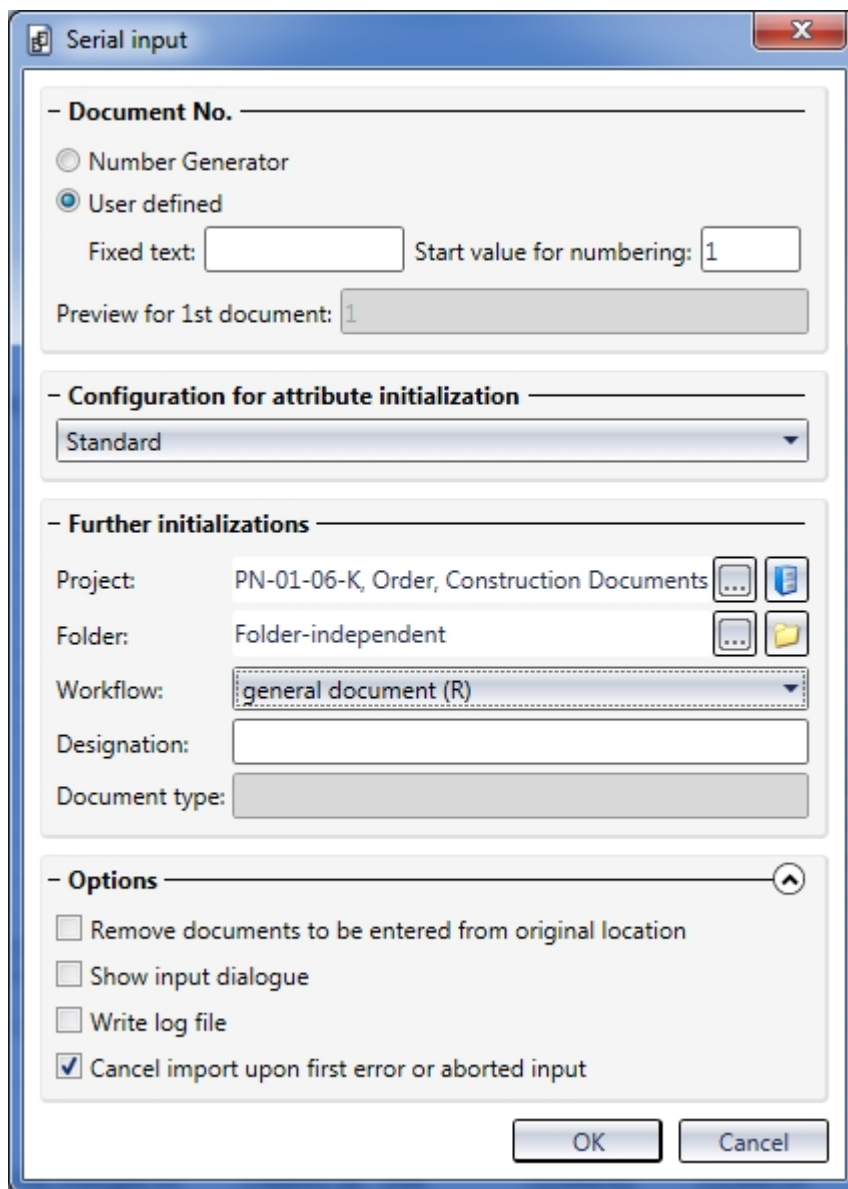 Serial input
Document No.
Number Generator
User defined
Fixed text: Start value for numbering: 1
Preview for 1st document: 1
Configuration for attribute initialization
Standard
Further initializations
Project: PN-01-06-K, Order, Construction Documents ...
Folder: Folder-independent ...
Workflow: general document (R)
Designation:
Document type:
Options
Remove documents to be entered from original location
Show input dialogue
Write log file
Cancel import upon first error or aborted input
OK Cancel